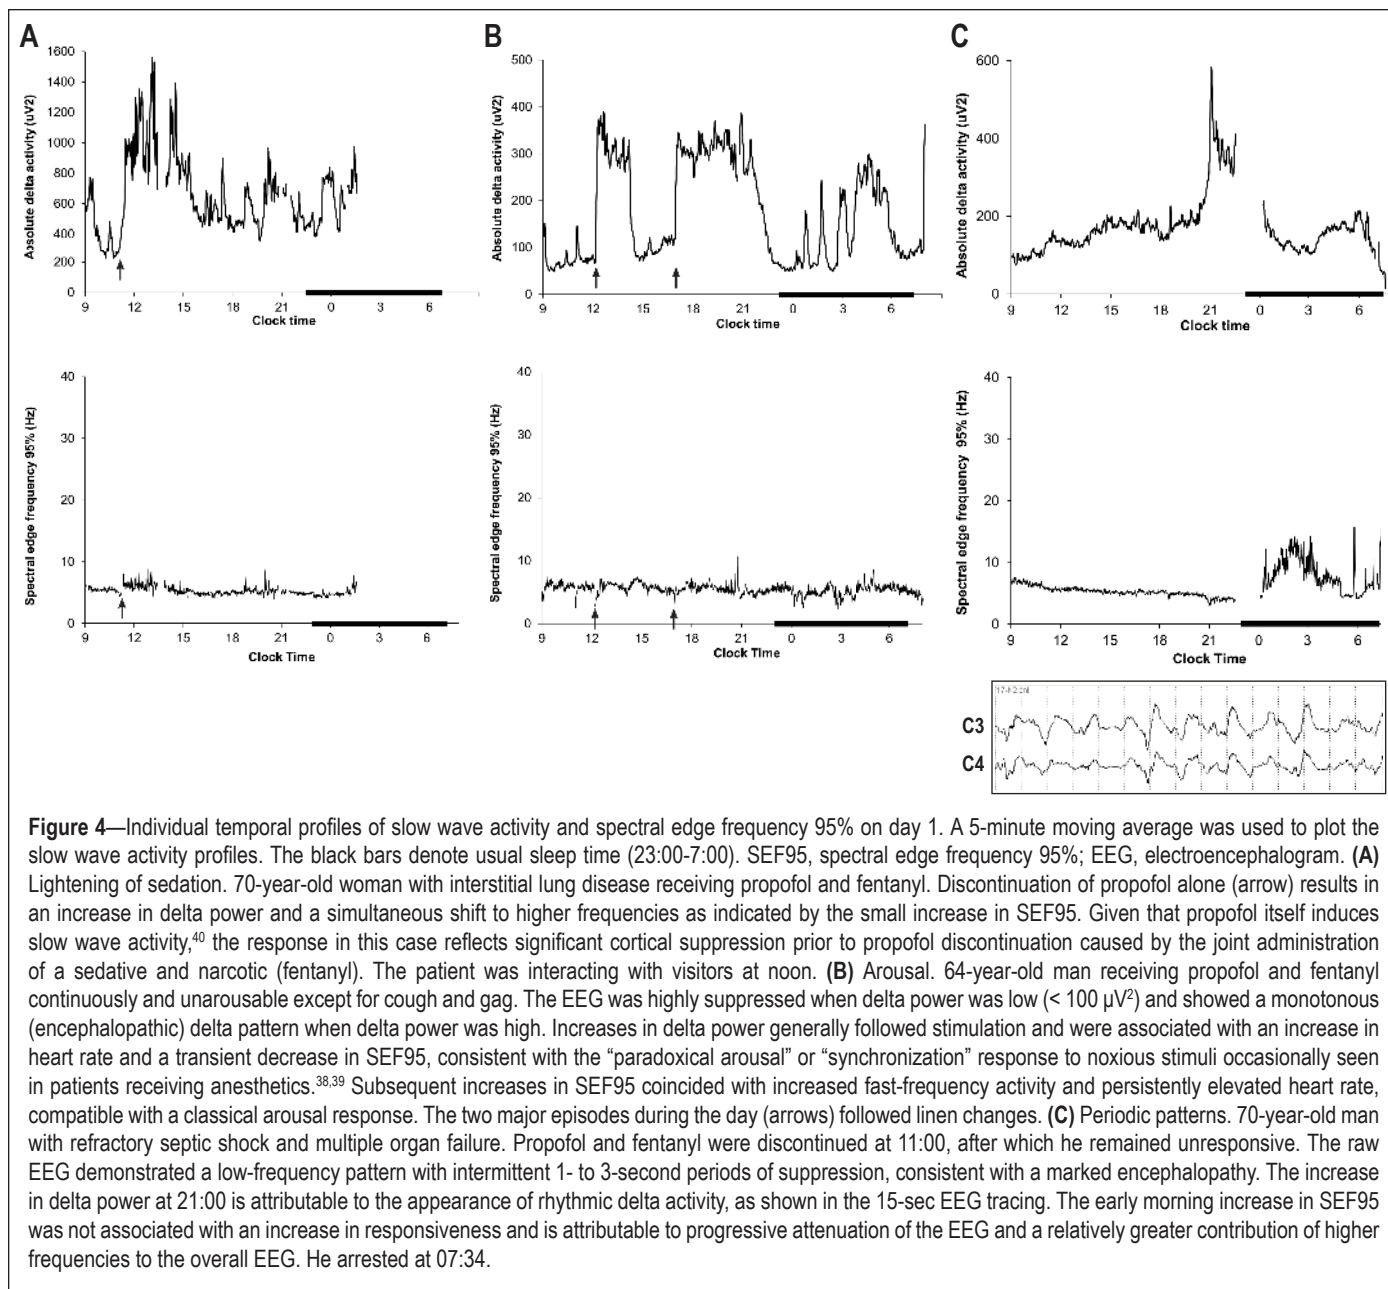 A
B
C
1600
1400
1200
1000
800
600
400
200
0
Absolute delta activity (uV2)
9 12 15 18 21 0 3 6
Clock time
500
400
300
200
100
0
Absolute delta activity (uV2)
9 12 15 18 21 0 3 6
Clock time
600
400
200
0
Absolute delta activity (uV2)
9 12 15 18 21 0 3 6
Clock time
40
30
20
10
0
Spectral edge frequency 95% (Hz)
9 12 15 18 21 0 3 6
Clock Time
40
30
20
10
0
Spectral edge frequency 95% (Hz)
9 12 15 18 21 0 3 6
Clock Time
40
30
20
10
0
Spectral edge frequency 95% (Hz)
9 12 15 18 21 0 3 6
Clock Time
C3
C4
Figure 4—Individual temporal profiles of slow wave activity and spectral edge frequency 95% on day 1. A 5-minute moving average was used to plot the
slow wave activity profiles. The black bars denote usual sleep time (23:00-7:00). SEF95, spectral edge frequency 95%; EEG, electroencephalogram. (A)
Lightening of sedation. 70-year-old woman with interstitial lung disease receiving propofol and fentanyl. Discontinuation of propofol alone (arrow) results in
an increase in delta power and a simultaneous shift to higher frequencies as indicated by the small increase in SEF95. Given that propofol itself induces
slow wave activity,40 the response in this case reflects significant cortical suppression prior to propofol discontinuation caused by the joint administration
of a sedative and narcotic (fentanyl). The patient was interacting with visitors at noon. (B) Arousal. 64-year-old man receiving propofol and fentanyl
continuously and unarousable except for cough and gag. The EEG was highly suppressed when delta power was low (< 100 µV2) and showed a monotonous
(encephalopathic) delta pattern when delta power was high. Increases in delta power generally followed stimulation and were associated with an increase in
heart rate and a transient decrease in SEF95, consistent with the “paradoxical arousal” or “synchronization” response to noxious stimuli occasionally seen
in patients receiving anesthetics.38,39 Subsequent increases in SEF95 coincided with increased fast-frequency activity and persistently elevated heart rate,
compatible with a classical arousal response. The two major episodes during the day (arrows) followed linen changes. (C) Periodic patterns. 70-year-old man
with refractory septic shock and multiple organ failure. Propofol and fentanyl were discontinued at 11:00, after which he remained unresponsive. The raw
EEG demonstrated a low-frequency pattern with intermittent 1- to 3-second periods of suppression, consistent with a marked encephalopathy. The increase
in delta power at 21:00 is attributable to the appearance of rhythmic delta activity, as shown in the 15-sec EEG tracing. The early morning increase in SEF95
was not associated with an increase in responsiveness and is attributable to progressive attenuation of the EEG and a relatively greater contribution of higher
frequencies to the overall EEG. He arrested at 07:34.